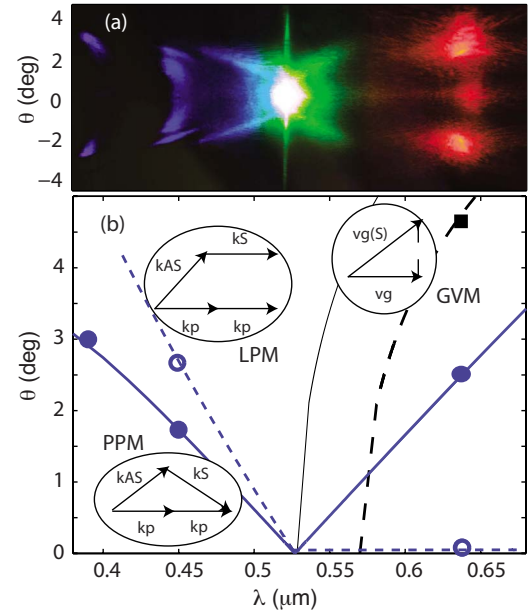 (a)
θ (deg)
4
2
0
−2
−4
(b)
θ (deg)
4
3
2
1
0
kAS
kS
kp
kp
LPM
vg(S)
vg
GVM
PPM
kAS
kS
kp
kp
0.4
0.45
0.5
0.55
0.6
0.65
λ (μm)